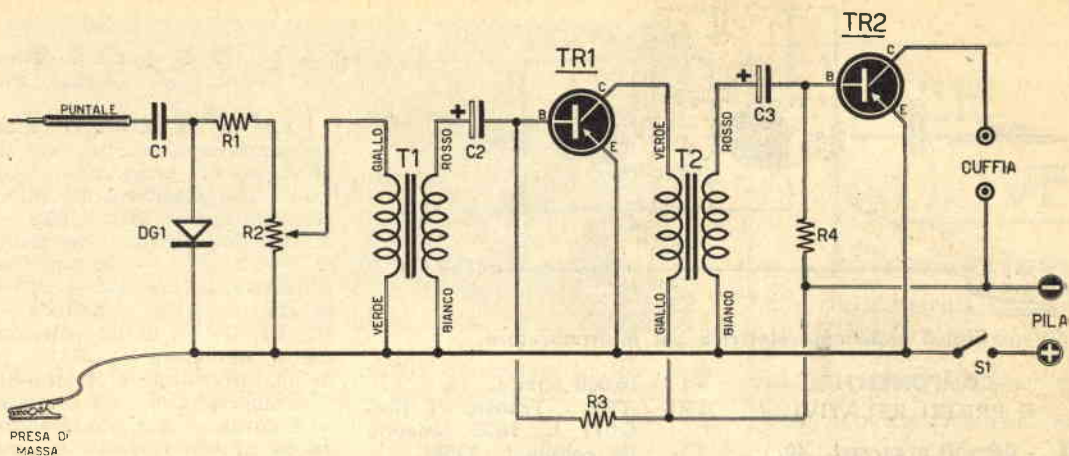 TR2
TR1
C
B
E
C
B
E
PUNTALE
C1
R1
R2
DG1
GIALLO
VERDE
T1
ROSSO
BIANCO
+
C2
VERDE
GIALLO
T2
ROSSO
BIANCO
+
C3
R4
CUFFIA
-
PILA
+
S1
R3
PRESA DI
MASSA